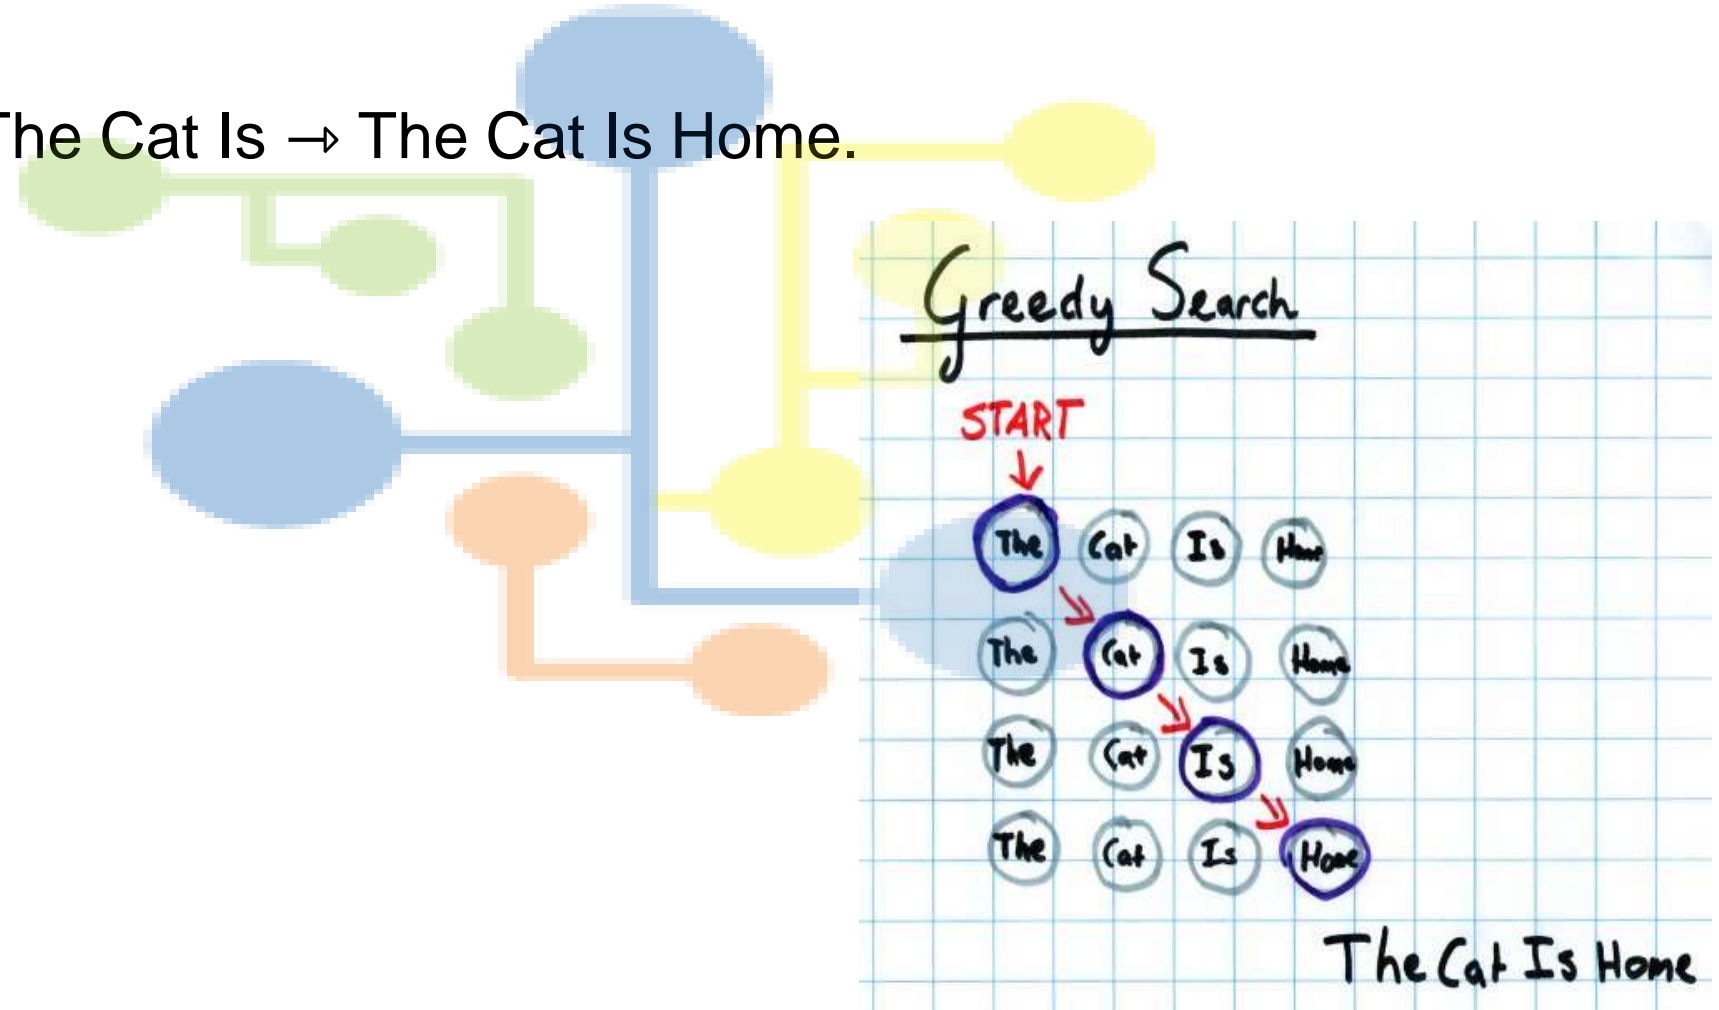 The Cat Is → The Cat Is Home.
Greedy Search
START
The Cat Is Home
The Cat Is Home
The Cat Is Home
The Cat Is Home
The Cat Is Home